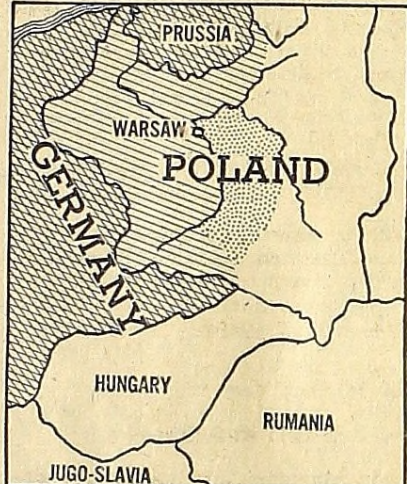 PRUSSIA
WARSAW
POLAND
GERMANY
HUNGARY
RUMANIA
JUGO-SLAVIA